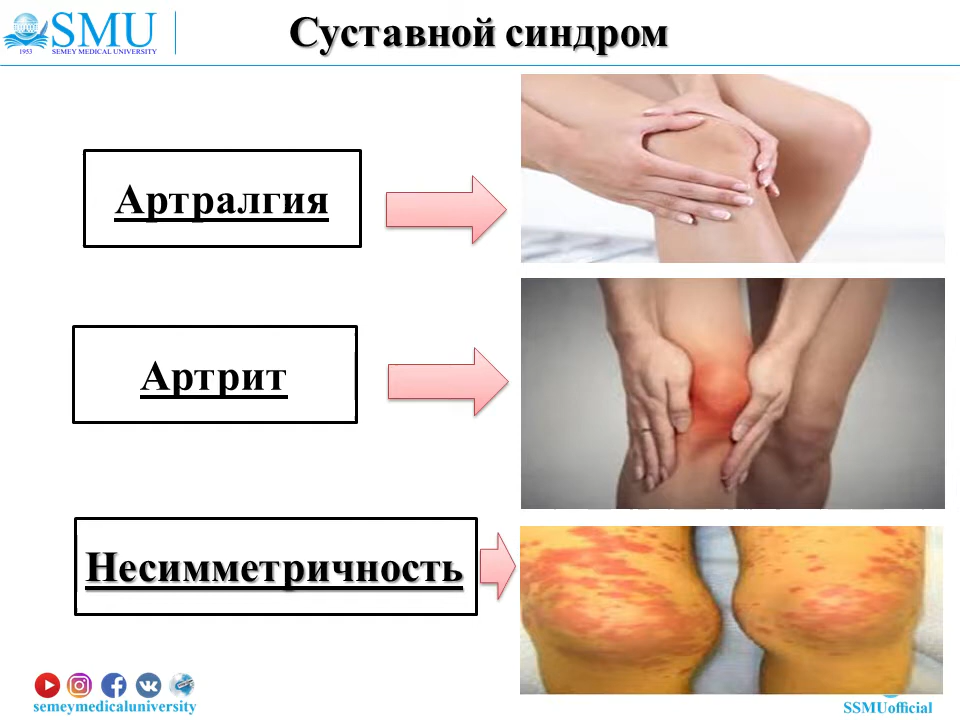 SMU
1953 SEMEY MEDICAL UNIVERSITY
Суставной синдром
Артралгия
Артрит
Несимметричность
semeymedicaluniversity
SSMUofficial